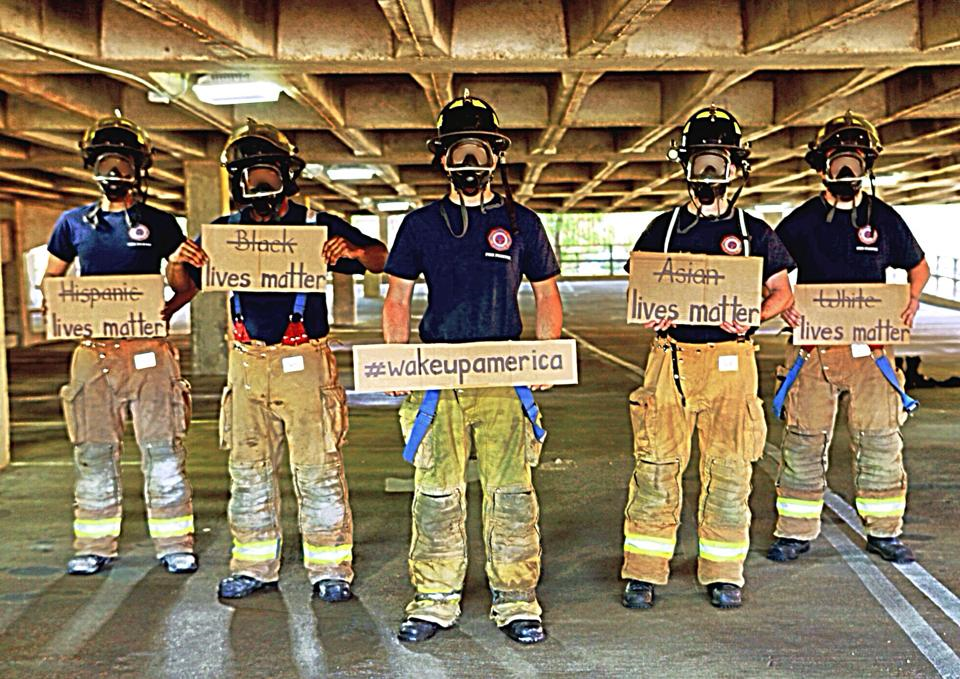 Hispanic
lives matter
Black
lives matter
#wakeupamerica
Asian
lives matter
White
lives matter